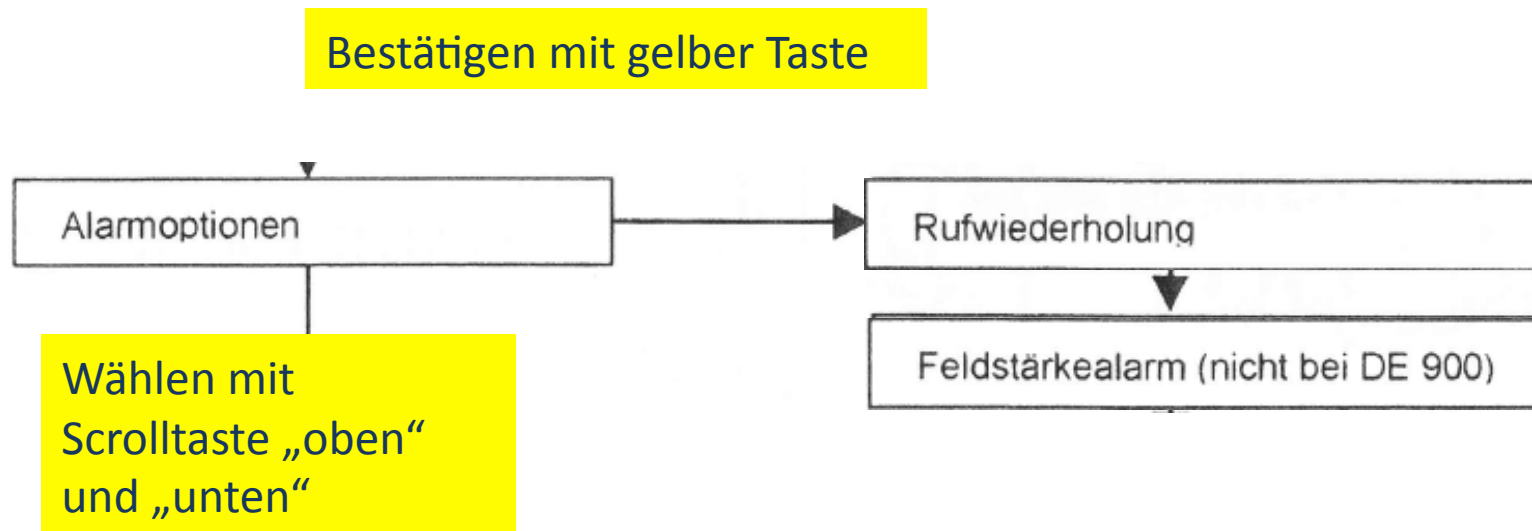 Bestätigen mit gelber Taste
Alarmoptionen
Rufwiederholung
Feldstärkealarm (nicht bei DE 900)
Wählen mit
Scrolltaste „oben“
und „unten“